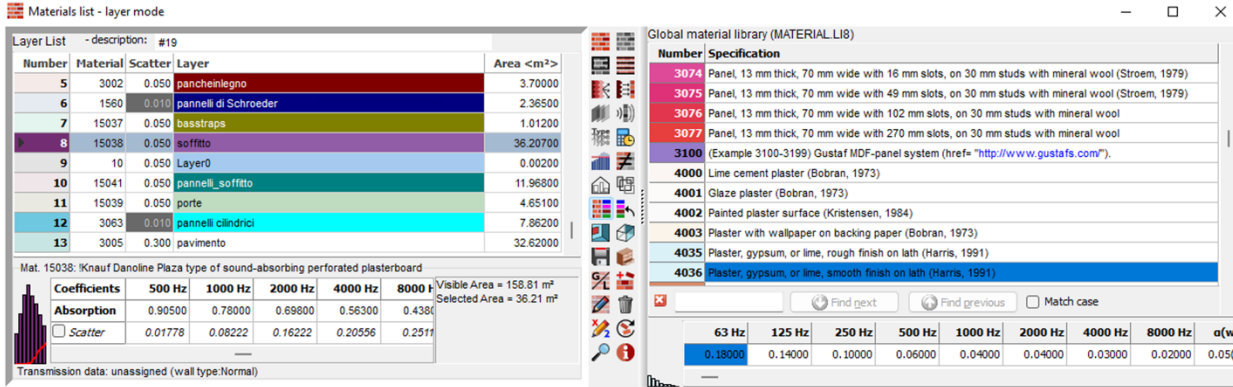 Materials list - layer mode
Layer List - description: #19
Number Material Scatter Layer Area <m²>
5 3002 0.050 pancheinlegno 3.70000
6 1560 0.010 pannelli di Schroeder 2.36500
7 15037 0.050 basstraps 1.01200
8 15038 0.050 soffitto 36.20700
9 10 0.050 Layer0 0.00200
10 15041 0.050 pannelli_soffitto 11.96800
11 15039 0.050 porte 4.65100
12 3063 0.010 pannelli cilindrici 7.86200
13 3005 0.300 pavimento 32.62000
Mat. 15038: !Knauf Danoline Plaza type of sound-absorbing perforated plasterboard
Coefficients 500 Hz 1000 Hz 2000 Hz 4000 Hz 8000 H
Absorption 0.90500 0.78000 0.69800 0.56300 0.4380
Scatter 0.01778 0.08222 0.16222 0.20556 0.2511
Visible Area = 158.81 m²
Selected Area = 36.21 m²
Transmission data: unassigned (wall type:Normal)
Type
G/L
Global material library (MATERIAL.LI8)
Number Specification
3074 Panel, 13 mm thick, 70 mm wide with 16 mm slots, on 30 mm studs with mineral wool (Stroem, 1979)
3075 Panel, 13 mm thick, 70 mm wide with 49 mm slots, on 30 mm studs with mineral wool (Stroem, 1979)
3076 Panel, 13 mm thick, 70 mm wide with 102 mm slots, on 30 mm studs with mineral wool
3077 Panel, 13 mm thick, 70 mm wide with 270 mm slots, on 30 mm studs with mineral wool
3100 (Example 3100-3199) Gustaf MDF-panel system (href= "http://www.gustafs.com/").
4000 Lime cement plaster (Bobran, 1973)
4001 Glaze plaster (Bobran, 1973)
4002 Painted plaster surface (Kristensen, 1984)
4003 Plaster with wallpaper on backing paper (Bobran, 1973)
4035 Plaster, gypsum, or lime, rough finish on lath (Harris, 1991)
4036 Plaster, gypsum, or lime, smooth finish on lath (Harris, 1991)
Find next Find previous Match case
63 Hz 125 Hz 250 Hz 500 Hz 1000 Hz 2000 Hz 4000 Hz 8000 Hz α(w
0.18000 0.14000 0.10000 0.06000 0.04000 0.04000 0.03000 0.02000 0.05(